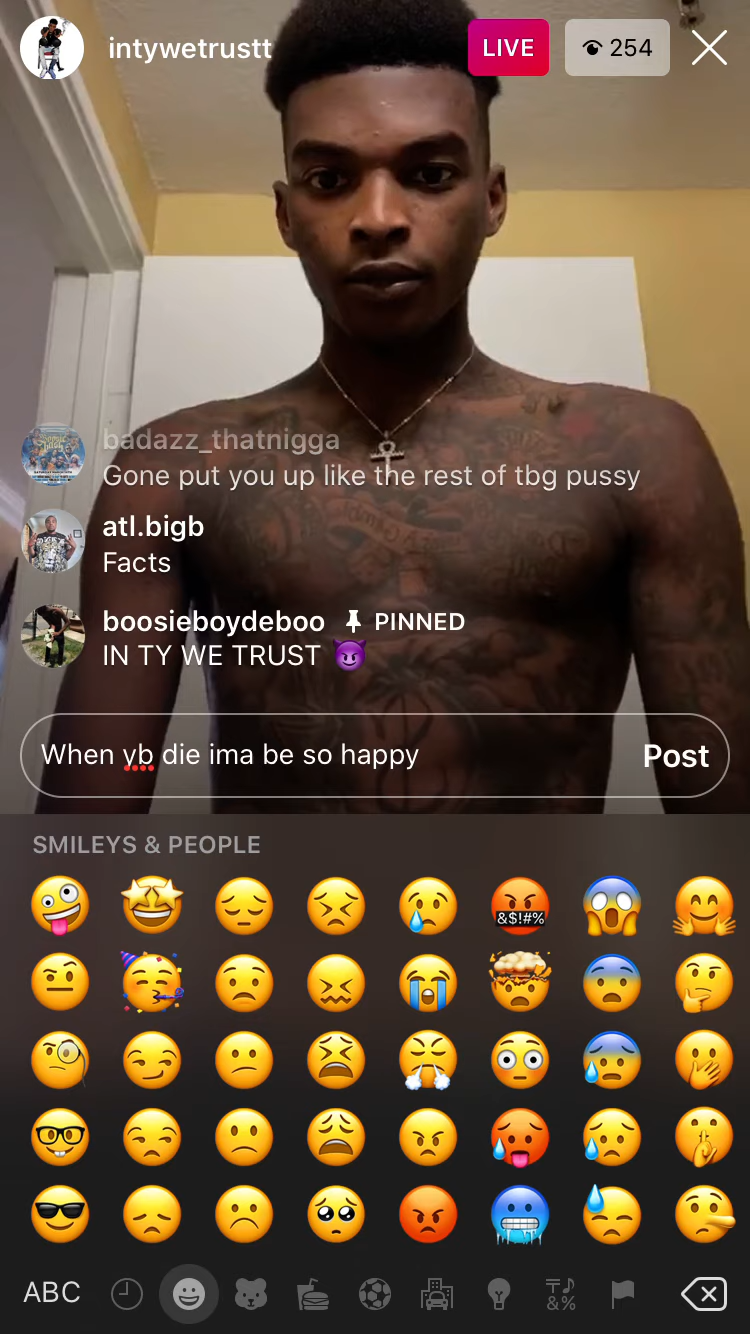 intywetrustt LIVE 254
badazz_thatnigga
Gone put you up like the rest of tbg pussy
atl.bigb
Facts
boosieboydeboo PINNED
IN TY WE TRUST 😈
When yb die ima be so happy Post
SMILEYS & PEOPLE
&$!#%
ABC
&%